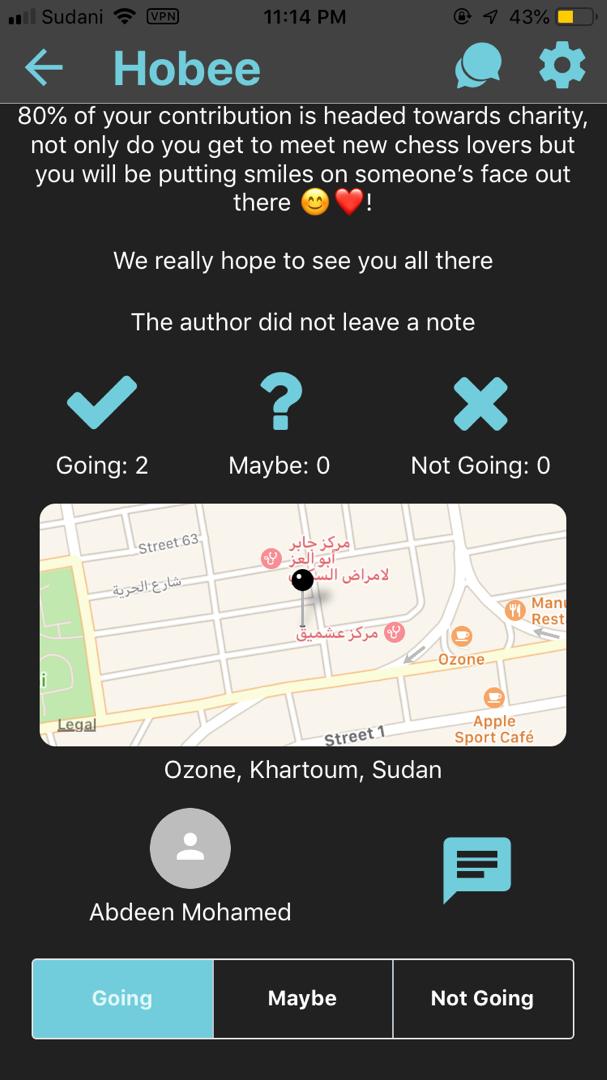 Sudani VPN 11:14 PM 43%
Hobee
80% of your contribution is headed towards charity,
not only do you get to meet new chess lovers but
you will be putting smiles on someone’s face out
there 😊❤️!
We really hope to see you all there
The author did not leave a note
Going: 2 Maybe: 0 Not Going: 0
Street 63
شارع الحرية
مركز جابر
أبو العز
لامراض
مركز عشميق
Ozone
Apple
Sport Café
Legal
Street 1
Ozone, Khartoum, Sudan
Abdeen Mohamed
Going Maybe Not Going